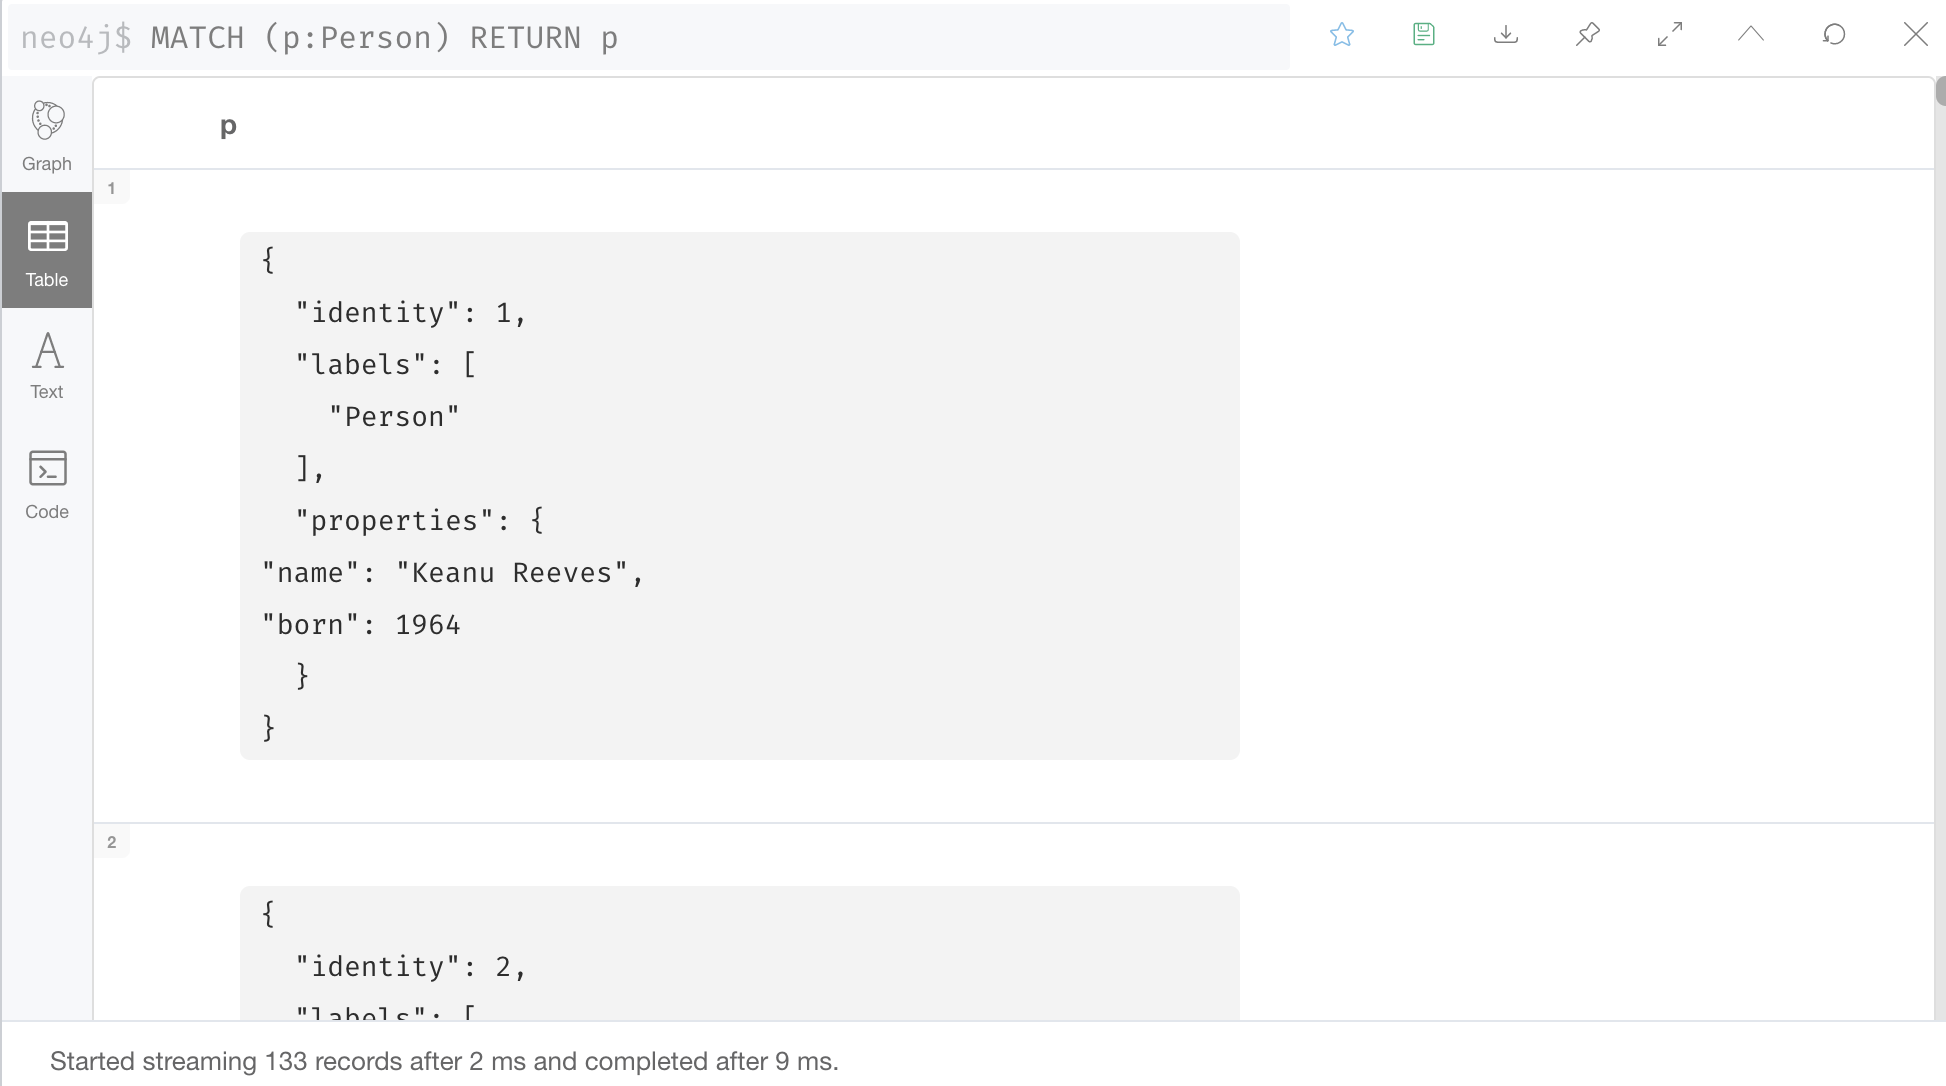 neo4j$ MATCH (p:Person) RETURN p
Graph
Table
Text
Code
p
1
{
  "identity": 1,
  "labels": [
    "Person"
  ],
  "properties": {
"name": "Keanu Reeves",
"born": 1964
  }
}
2
{
  "identity": 2,
  "labels": [
Started streaming 133 records after 2 ms and completed after 9 ms.